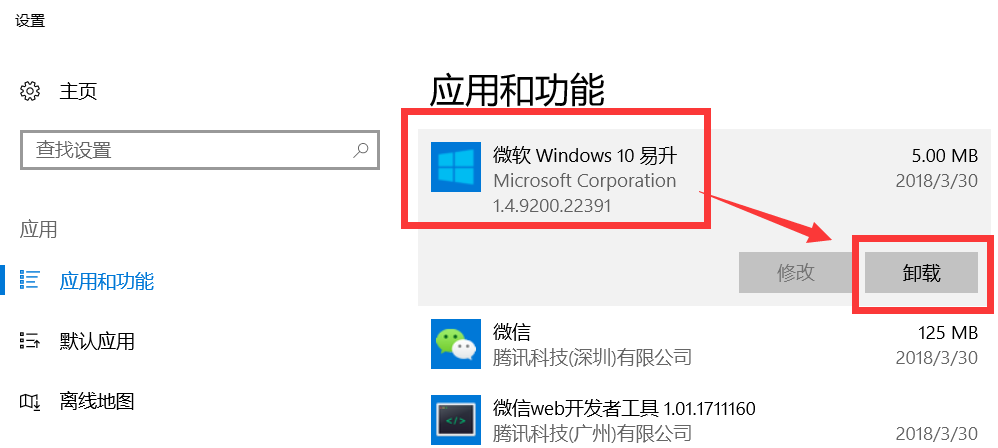 设置
主页
查找设置
应用
应用和功能
默认应用
离线地图
应用和功能
微软 Windows 10 易升
5.00 MB
Microsoft Corporation
2018/3/30
1.4.9200.22391
修改
卸载
微信
125 MB
腾讯科技(深圳)有限公司
2018/3/30
微信web开发者工具 1.01.1711160
腾讯科技(广州)有限公司
2018/3/30